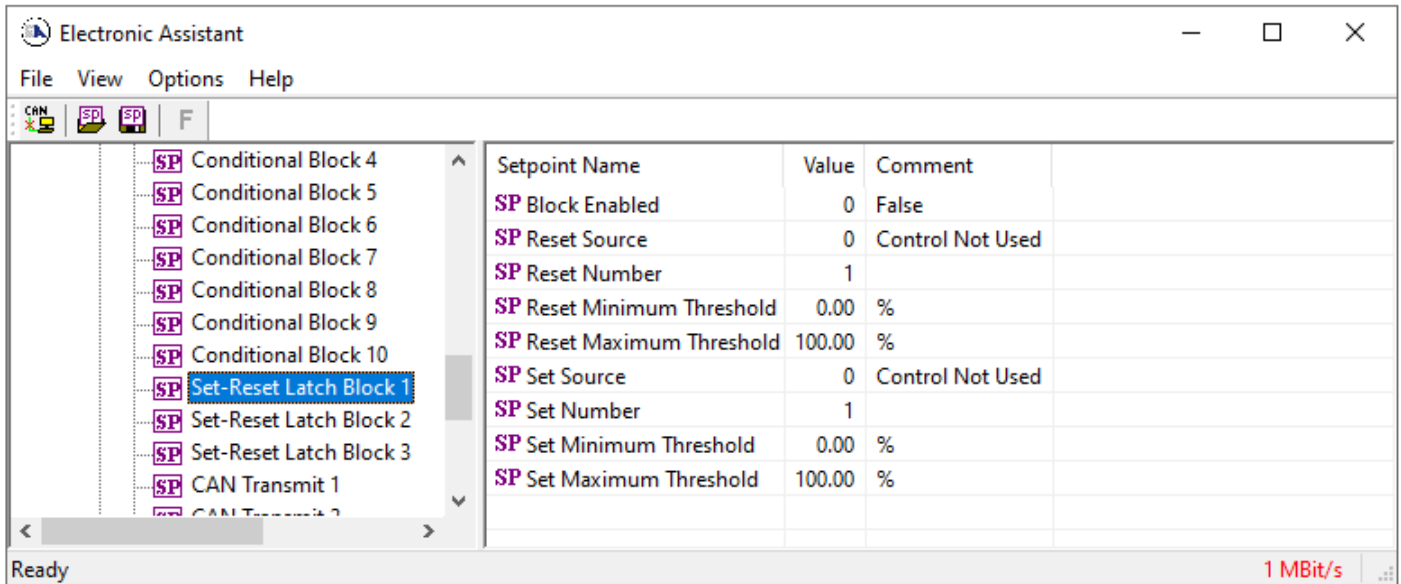 Electronic Assistant
File View Options Help
CAN SP SP F
SP Conditional Block 4
SP Conditional Block 5
SP Conditional Block 6
SP Conditional Block 7
SP Conditional Block 8
SP Conditional Block 9
SP Conditional Block 10
SP Set-Reset Latch Block 1
SP Set-Reset Latch Block 2
SP Set-Reset Latch Block 3
SP CAN Transmit 1
CAN Transmit 2
Setpoint Name Value Comment
SP Block Enabled 0 False
SP Reset Source 0 Control Not Used
SP Reset Number 1
SP Reset Minimum Threshold 0.00 %
SP Reset Maximum Threshold 100.00 %
SP Set Source 0 Control Not Used
SP Set Number 1
SP Set Minimum Threshold 0.00 %
SP Set Maximum Threshold 100.00 %
Ready 1 MBit/s